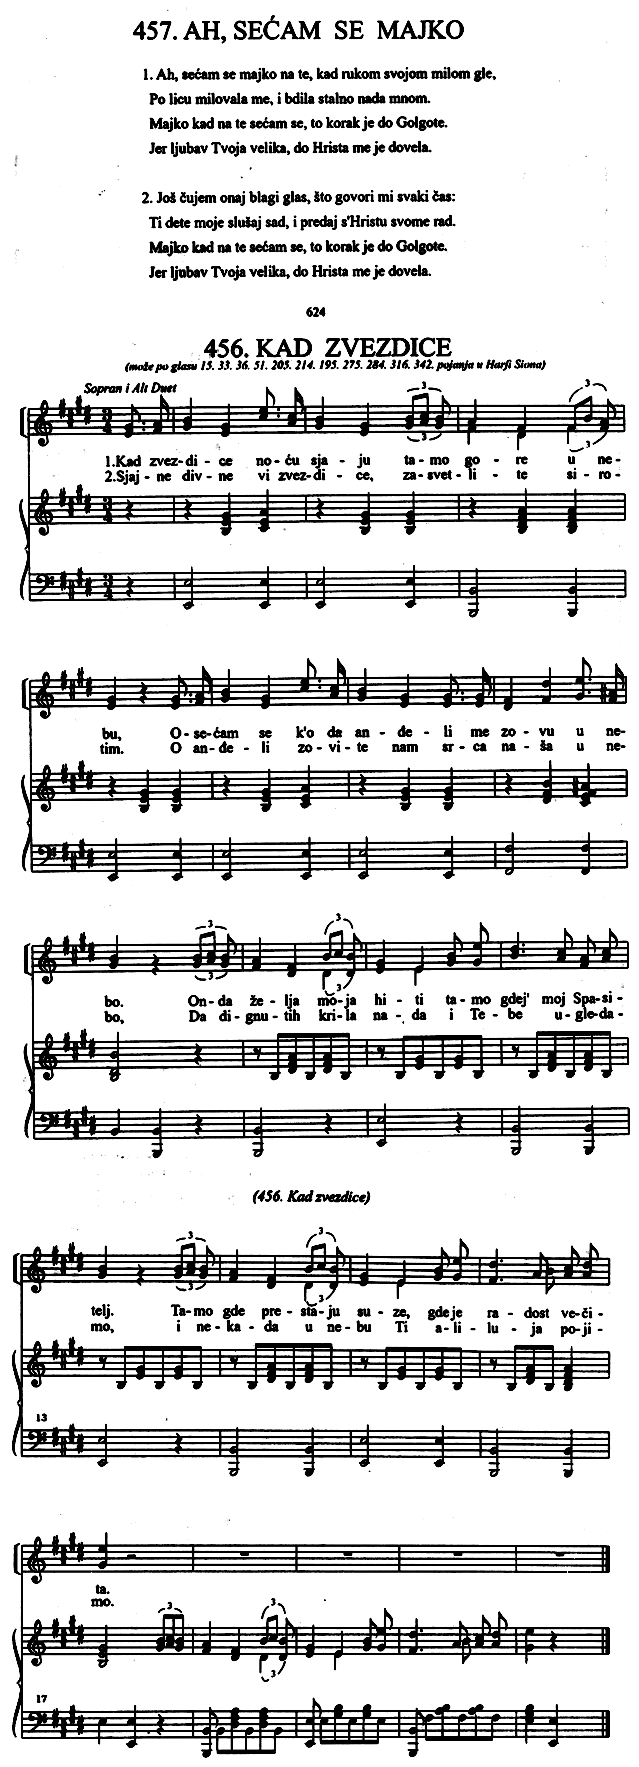 457. AH, SEĆAM SE MAJKO
1. Ah, sećam se majko na te, kad rukom svojom milom gle,
Po licu milovala me, i bdila stalno nada mnom.
Majko kad na te sećam se, to korak je do Golgote.
Jer ljubav Tvoja velika, do Hrista me je dovela.
2. Još čujem onaj blagi glas, što govori mi svaki čas:
Ti dete moje slušaj sad, i predaj s'Hristu svome rad.
Majko kad na te sećam se, to korak je do Golgote.
Jer ljubav Tvoja velika, do Hrista me je dovela.
624
456. KAD ZVEZDICE
(može po glasu 15. 33. 36. 51. 205. 214. 195. 275. 284. 316. 342. pojanja u Harfi Siona)
Sopran i Alt Duet
3 3
3 3
1.Kad zvez-di - ce no-ću sja - ju ta - mo go - re u ne-
2.Sjaj - ne div - ne vi zvez-di - ce, za-svet-li - te si - ro-
bu, O-se-ćam se k'o da an - đe - li me zo - vu u ne-
tim. O an-đe - li zo-vi-te nam sr - ca na - ša u ne-
3 3
3
bo. On-da že-lja mo-ja hi - ti ta-mo gdej' moj Spa-si-
bo, Da di-gnu-tih kri-la na-da i Te-be u-gle-da-
(456. Kad zvezdice)
3 3
3
telj. Ta-mo gde pre-sta-ju su-ze, gdeje ra-dost ve-či-
mo, i ne-ka-da u ne-bu Ti a-li-lu-ja po-ji-
13
ta.
mo.
3 3
3
17